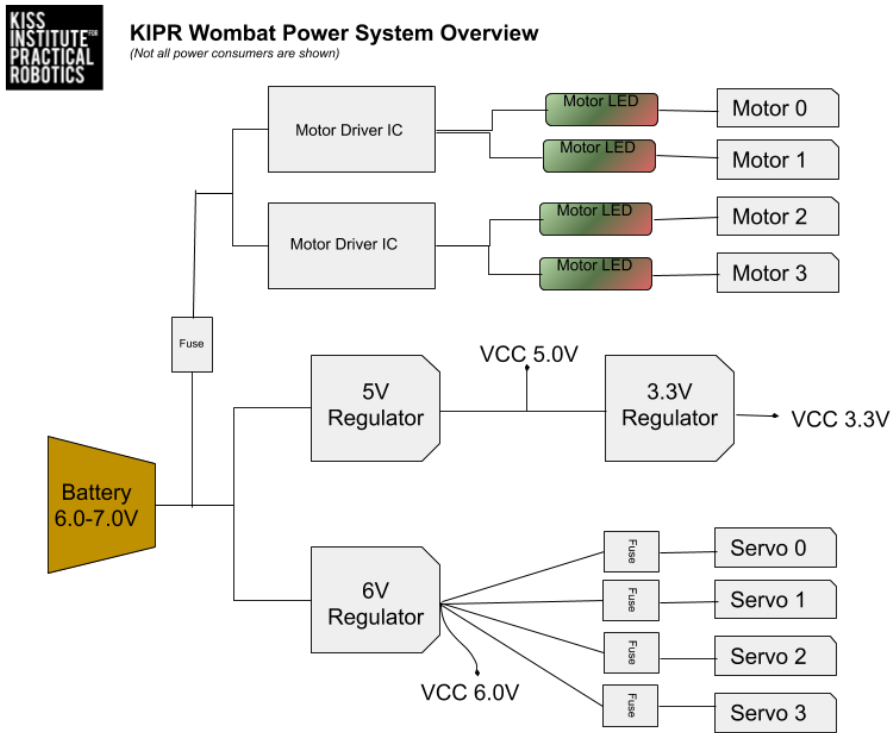 KISS
INSTITUTE FOR
PRACTICAL
ROBOTICS
KIPR Wombat Power System Overview
(Not all power consumers are shown)
Motor Driver IC
Motor LED
Motor 0
Motor LED
Motor 1
Motor Driver IC
Motor LED
Motor 2
Motor LED
Motor 3
Fuse
5V
Regulator
VCC 5.0V
3.3V
Regulator
VCC 3.3V
Battery
6.0-7.0V
6V
Regulator
VCC 6.0V
Fuse
Servo 0
Fuse
Servo 1
Fuse
Servo 2
Fuse
Servo 3